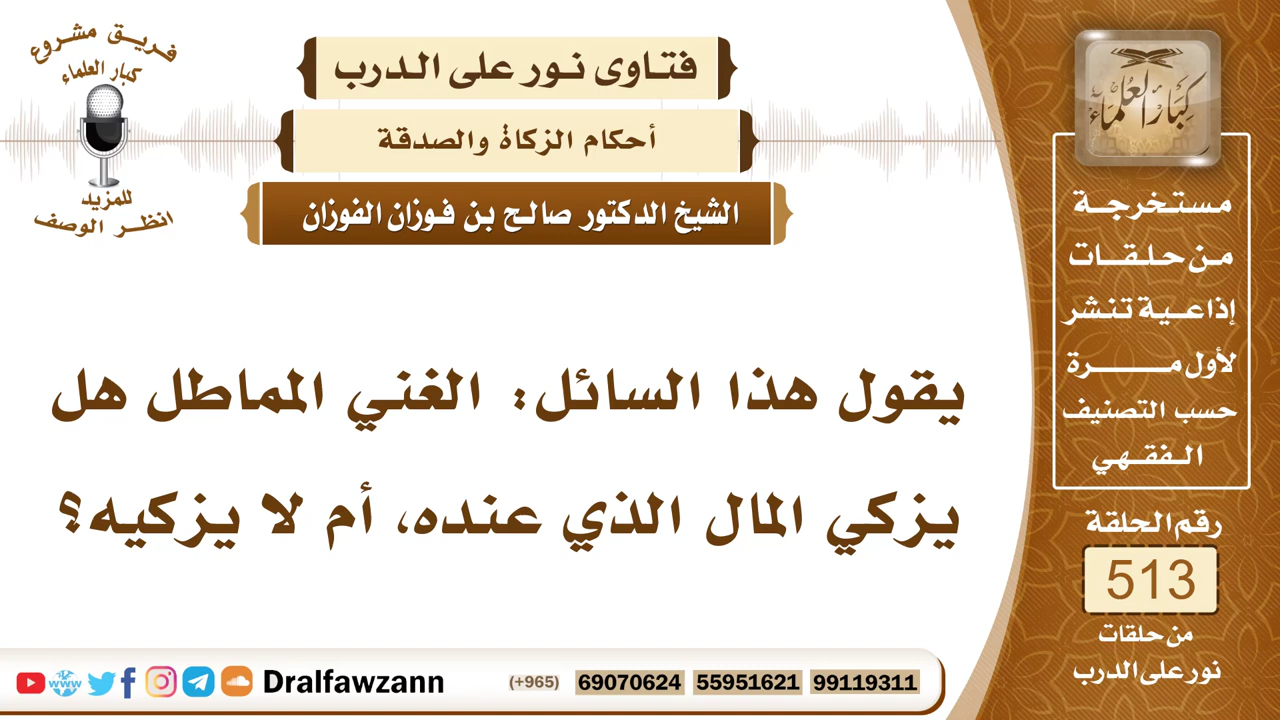 فريق مشروع
كبار العلماء
للمزيد
انظر الوصف
فتاوى نور على الدرب
أحكام الزكاة والصدقة
الشيخ الدكتور صالح بن فوزان الفوزان
يقول هذا السائل: الغني المماطل هل
يزكي المال الذي عنده، أم لا يزكيه؟
كبار العلماء
مستخرجة
من حلقات
إذاعية تنشر
لأول مرة
حسب التصنيف
الفقهي
رقم الحلقة
513
من حلقات
نور على الدرب
www Dralfawzann (+965) 69070624 55951621 99119311